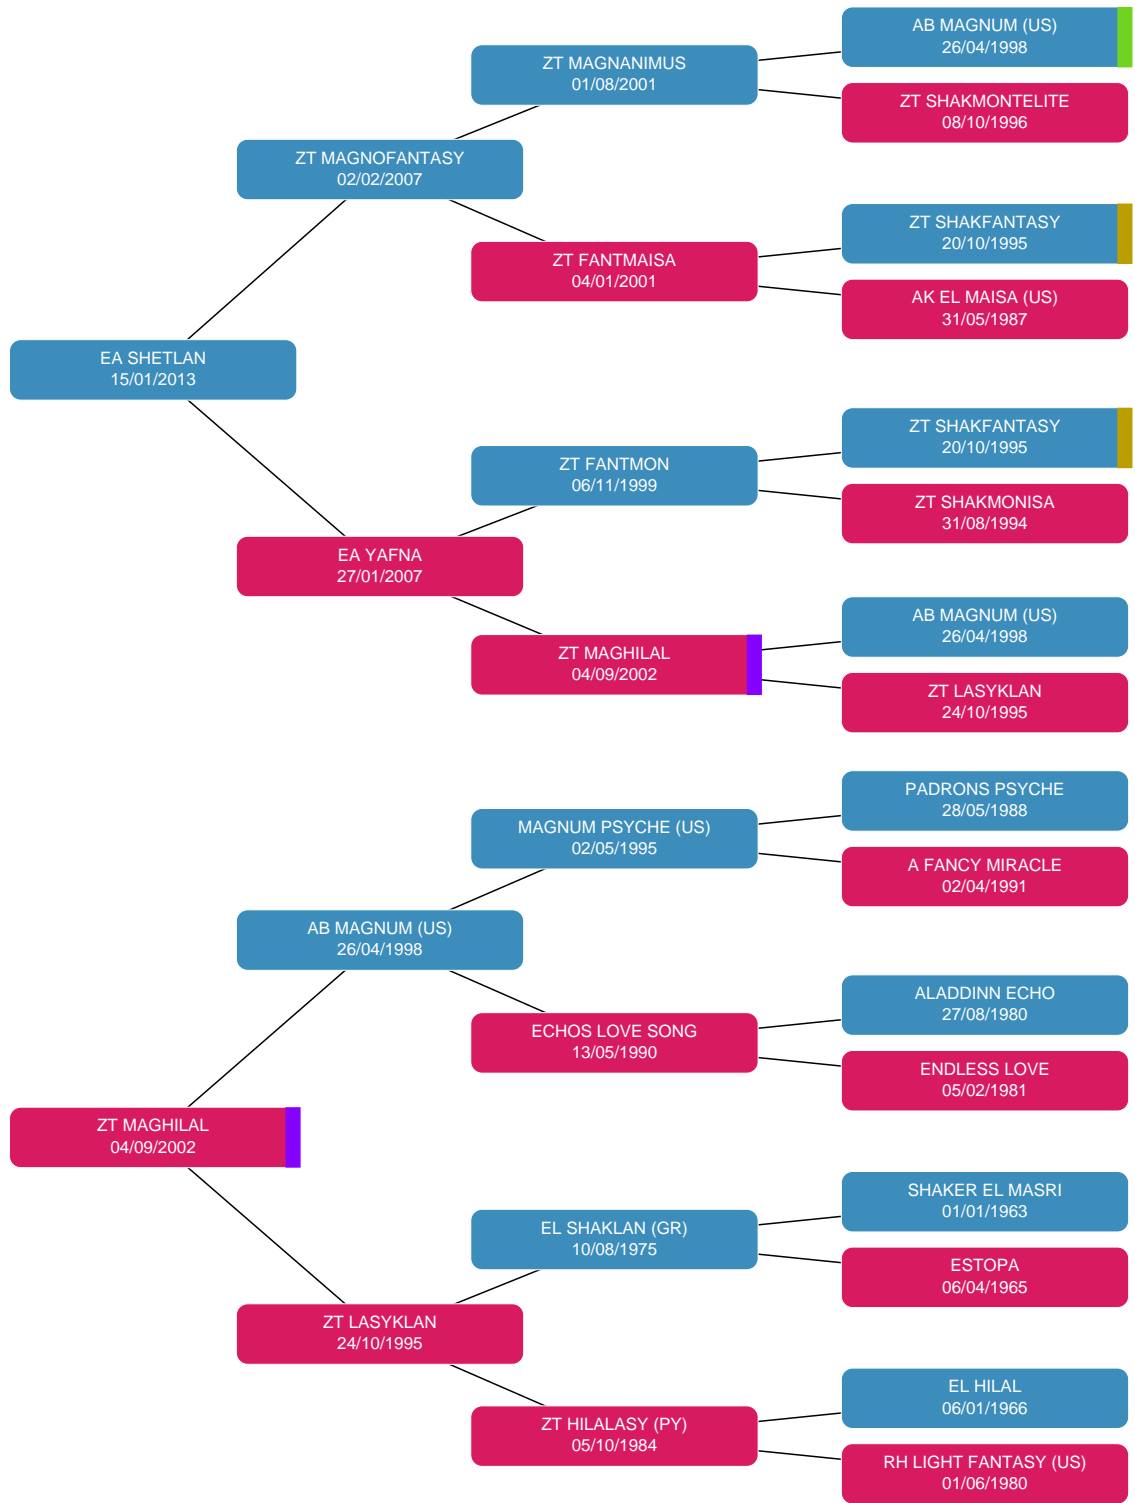 AB MAGNUM (US)
26/04/1998
ZT MAGNANIMUS
01/08/2001
ZT SHAKMONTELITE
08/10/1996
ZT MAGNOFANTASY
02/02/2007
ZT SHAKFANTASY
20/10/1995
ZT FANTMAISA
04/01/2001
AK EL MAISA (US)
31/05/1987
EA SHETLAN
15/01/2013
ZT SHAKFANTASY
20/10/1995
ZT FANTMON
06/11/1999
ZT SHAKMONISA
31/08/1994
EA YAFNA
27/01/2007
AB MAGNUM (US)
26/04/1998
ZT MAGHILAL
04/09/2002
ZT LASYKLAN
24/10/1995
PADRONS PSYCHE
28/05/1988
MAGNUM PSYCHE (US)
02/05/1995
A FANCY MIRACLE
02/04/1991
AB MAGNUM (US)
26/04/1998
ALADDINN ECHO
27/08/1980
ECHOS LOVE SONG
13/05/1990
ENDLESS LOVE
05/02/1981
ZT MAGHILAL
04/09/2002
SHAKER EL MASRI
01/01/1963
EL SHAKLAN (GR)
10/08/1975
ESTOPA
06/04/1965
ZT LASYKLAN
24/10/1995
EL HILAL
06/01/1966
ZT HILALASY (PY)
05/10/1984
RH LIGHT FANTASY (US)
01/06/1980